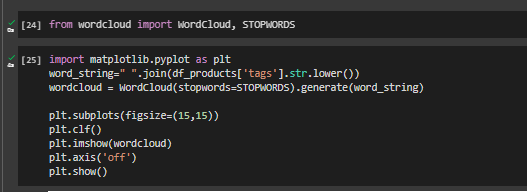 [24] from wordcloud import WordCloud, STOPWORDS
[25] import matplotlib.pyplot as plt
word_string=" ".join(df_products['tags'].str.lower())
wordcloud = WordCloud(stopwords=STOPWORDS).generate(word_string)
plt.subplots(figsize=(15,15))
plt.clf()
plt.imshow(wordcloud)
plt.axis('off')
plt.show()